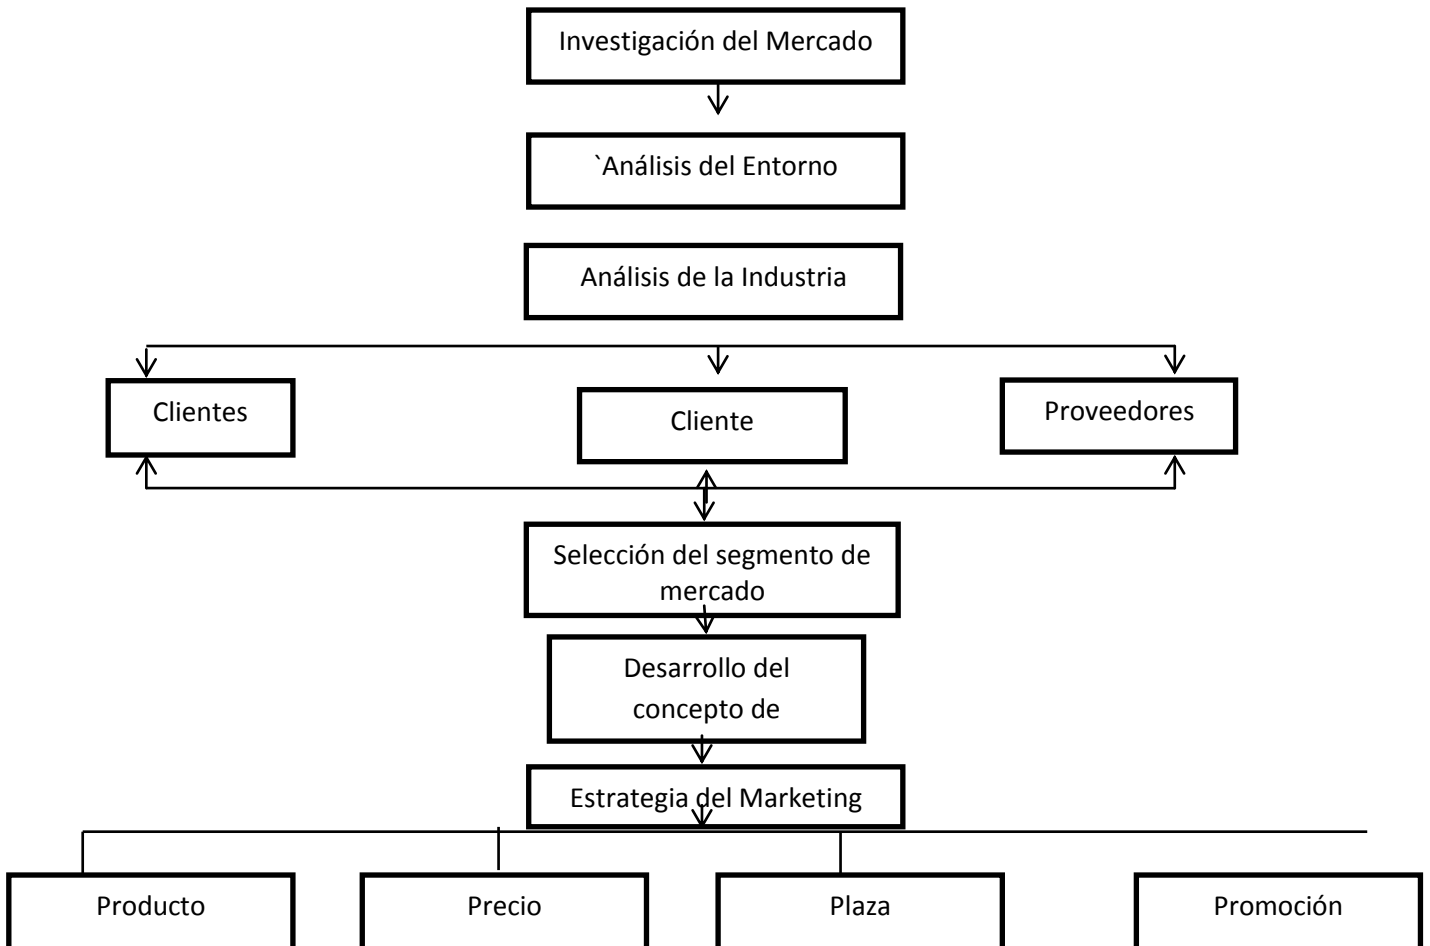 Investigación del Mercado
`Análisis del Entorno
Análisis de la Industria
Clientes
Cliente
Proveedores
Selección del segmento de
mercado
Desarrollo del
concepto de
Estrategia del Marketing
Producto
Precio
Plaza
Promoción